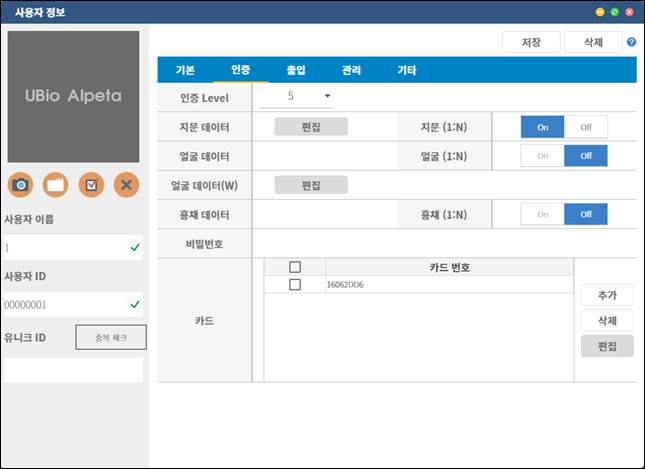 사용자 정보
저장 삭제
UBio Alpeta
기본 인증 출입 관리 기타
인증 Level 5
지문 데이터 편집 지문 (1:N) On Off
얼굴 데이터 얼굴 (1:N) On Off
얼굴 데이터(W) 편집
홍채 데이터 홍채 (1:N) On Off
비밀번호
사용자 이름
1
사용자 ID
00000001
유니크 ID 중복 체크
카드
카드 번호
16062DD6
추가
삭제
편집